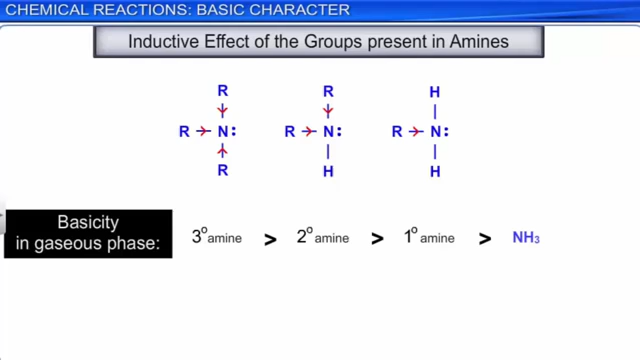 CHEMICAL REACTIONS: BASIC CHARACTER
Inductive Effect of the Groups present in Amines
R R H
R N: R N: R N:
R H H
Basicity
in gaseous phase:
3° amine > 2° amine > 1° amine > NH₃